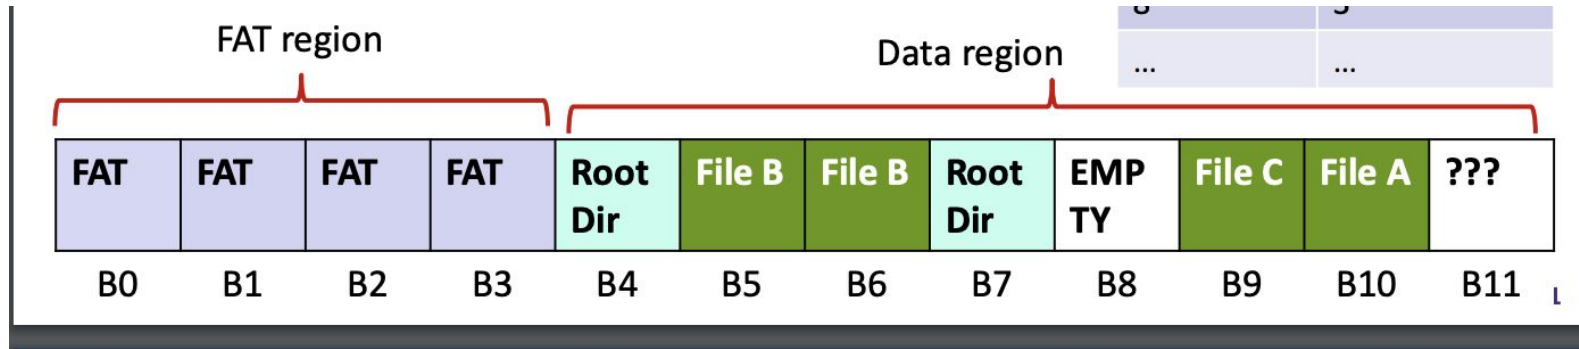 FAT region
Data region
...
...
FAT
FAT
FAT
FAT
Root
Dir
File B
File B
Root
Dir
EMP
TY
File C
File A
???
B0
B1
B2
B3
B4
B5
B6
B7
B8
B9
B10
B11